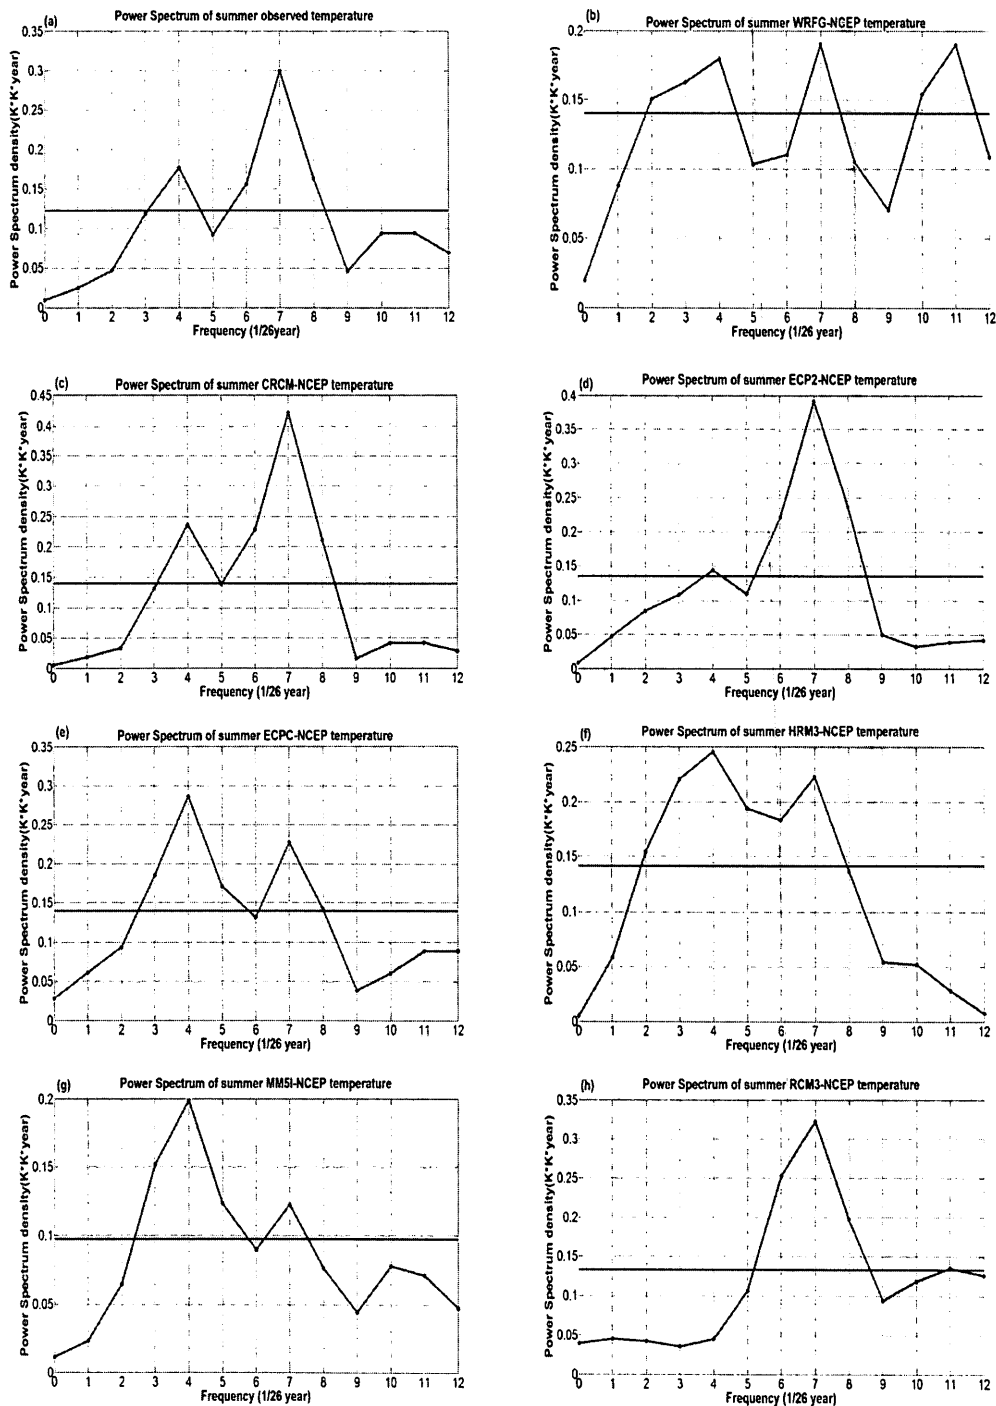 (a)
Power Spectrum of summer observed temperature
Power Spectrum density(K*K*year)
0.35
0.3
0.25
0.2
0.15
0.1
0.05
0
0 1 2 3 4 5 6 7 8 9 10 11 12
Frequency (1/26year)
(b)
Power Spectrum of summer WRFG-NCEP temperature
Power Spectrum density(K*K*year)
0.2
0.15
0.1
0.05
0
0 1 2 3 4 5 6 7 8 9 10 11 12
Frequency (1/26year)
(c)
Power Spectrum of summer CRCM-NCEP temperature
Power Spectrum density(K*K*year)
0.45
0.4
0.35
0.3
0.25
0.2
0.15
0.1
0.05
0
0 1 2 3 4 5 6 7 8 9 10 11 12
Frequency (1/26 year)
(d)
Power Spectrum of summer ECP2-NCEP temperature
Power Spectrum density(K*K*year)
0.4
0.35
0.3
0.25
0.2
0.15
0.1
0.05
0
0 1 2 3 4 5 6 7 8 9 10 11 12
Frequency (1/26 year)
(e)
Power Spectrum of summer ECPC-NCEP temperature
Power Spectrum density(K*K*year)
0.35
0.3
0.25
0.2
0.15
0.1
0.05
0
0 1 2 3 4 5 6 7 8 9 10 11 12
Frequency (1/26 year)
(f)
Power Spectrum of summer HRM3-NCEP temperature
Power Spectrum density(K*K*year)
0.25
0.2
0.15
0.1
0.05
0
0 1 2 3 4 5 6 7 8 9 10 11 12
Frequency (1/26 year)
(g)
Power Spectrum of summer MM5I-NCEP temperature
Power Spectrum density(K*K*year)
0.2
0.15
0.1
0.05
0
0 1 2 3 4 5 6 7 8 9 10 11 12
Frequency (1/26 year)
(h)
Power Spectrum of summer RCM3-NCEP temperature
Power Spectrum density(K*K*year)
0.35
0.3
0.25
0.2
0.15
0.1
0.05
0
0 1 2 3 4 5 6 7 8 9 10 11 12
Frequency (1/26 year)